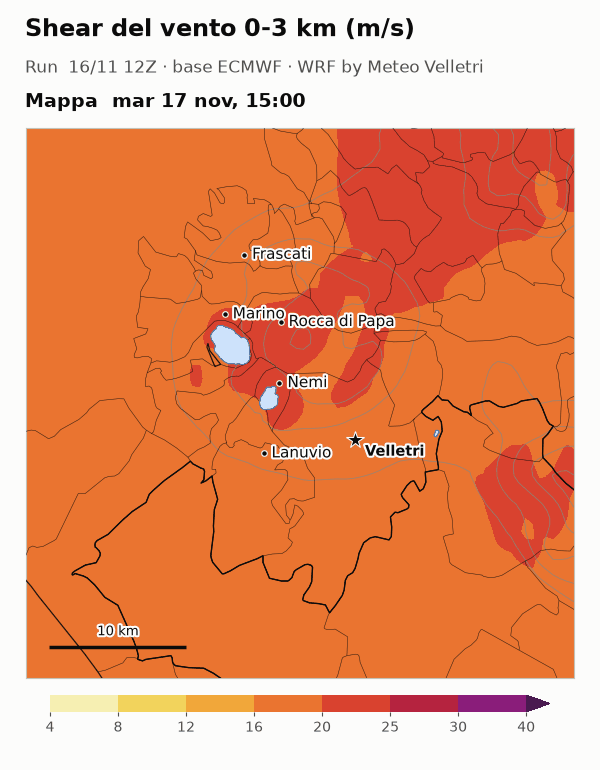 Shear del vento 0-3 km (m/s)
Run  16/11 12Z · base ECMWF · WRF by Meteo Velletri
Mappa  mar 17 nov, 15:00
Frascati
Marino
Rocca di Papa
Nemi
Velletri
Lanuvio
10 km
4 8 12 16 20 25 30 40